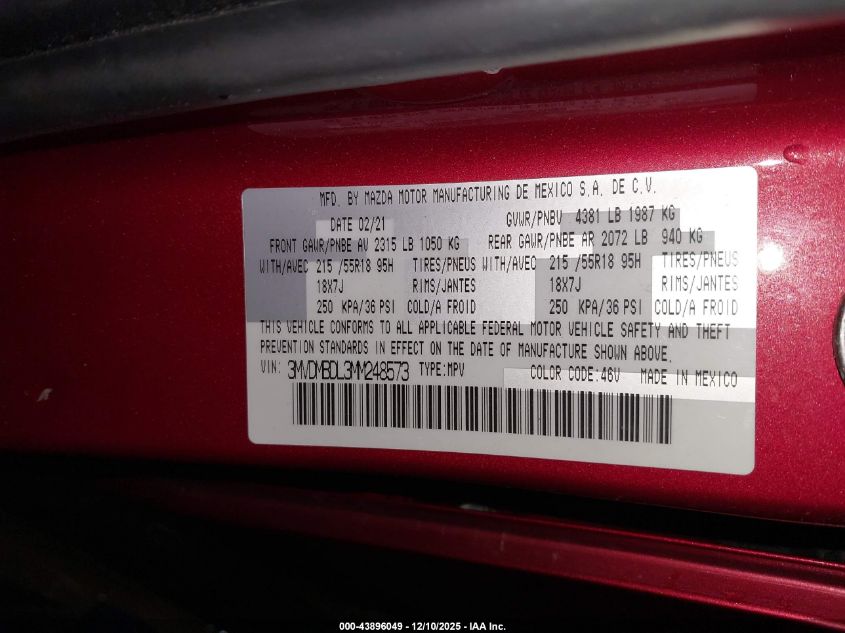 MFD. BY MAZDA MOTOR MANUFACTURING DE MEXICO S.A. DE C.V.
DATE 02/21 GVWR/PNBV 4381 LB 1987 KG
FRONT GAWR/PNBE AV 2315 LB 1050 KG REAR GAWR/PNBE AR 2072 LB 940 KG
WITH/AVEC 215 /55R18 95H TIRES/PNEUS WITH/AVEC 215 /55R18 95H TIRES/PNEUS
18X7J RIMS/JANTES 18X7J RIMS/JANTES
250 KPA/36 PSI COLD/A FROID 250 KPA/36 PSI COLD/A FROID
THIS VEHICLE CONFORMS TO ALL APPLICABLE FEDERAL MOTOR VEHICLE SAFETY AND THEFT
PREVENTION STANDARDS IN EFFECT ON THE DATE OF MANUFACTURE SHOWN ABOVE.
VIN: 3MVDMBDL3MM248573 TYPE:MPV COLOR CODE:46V MADE IN MEXICO
000-43896049 - 12/10/2025 - IAA Inc.